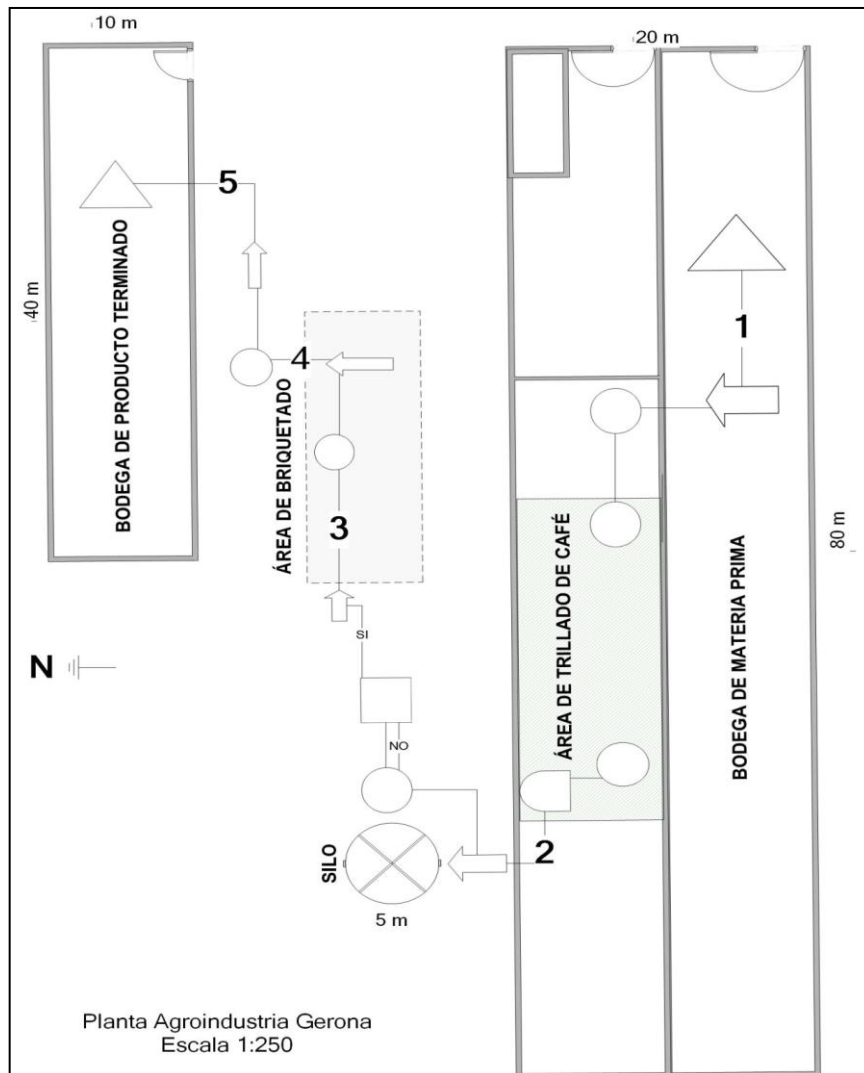 10 m
20 m
5
40 m
BODEGA DE PRODUCTO TERMINADO
1
4
ÁREA DE BRIQUETADO
3
ÁREA DE TRILLADO DE CAFÉ
BODEGA DE MATERIA PRIMA
80 m
SI
N
NO
2
SILO
5 m
Planta Agroindustria Gerona
Escala 1:250